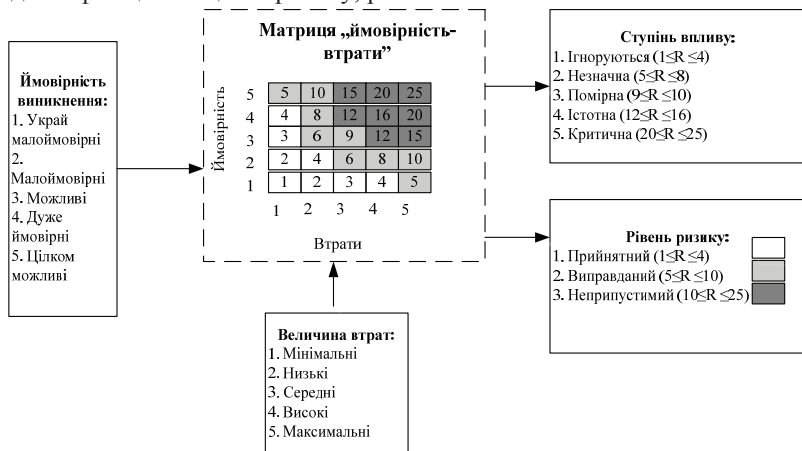 Ймовірність
виникнення:
1. Украй
малоймовірні
2.
Малоймовірні
3. Можливі
4. Дуже
ймовірні
5. Цілком
можливі
Матриця „ймовірність-
втрати”
Ймовірність
5 5 10 15 20 25
4 4 8 12 16 20
3 3 6 9 12 15
2 2 4 6 8 10
1 1 2 3 4 5
1 2 3 4 5
Втрати
Величина втрат:
1. Мінімальні
2. Низькі
3. Середні
4. Високі
5. Максимальні
Ступінь впливу:
1. Ігноруються (1≤R ≤4)
2. Незначна (5≤R ≤8)
3. Помірна (9≤R ≤10)
4. Істотна (12≤R ≤16)
5. Критична (20≤R ≤25)
Рівень ризику:
1. Прийнятний (1≤R ≤4)
2. Виправданий (5≤R ≤10)
3. Неприпустимий (10≤R ≤25)